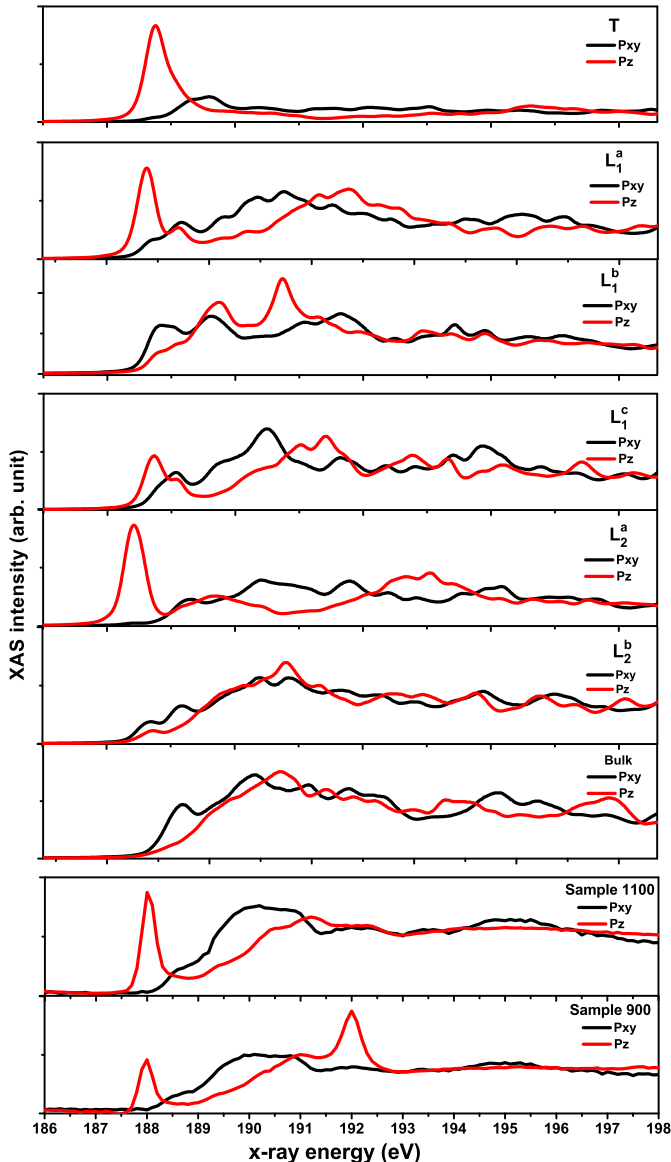 T
Pxy
Pz
L₁ᵃ
Pxy
Pz
L₁ᵇ
Pxy
Pz
L₁ᶜ
Pxy
Pz
L₂ᵃ
Pxy
Pz
L₂ᵇ
Pxy
Pz
Bulk
Pxy
Pz
Sample 1100
Pxy
Pz
Sample 900
Pxy
Pz
XAS intensity (arb. unit)
186 187 188 189 190 191 192 193 194 195 196 197 198
x-ray energy (eV)